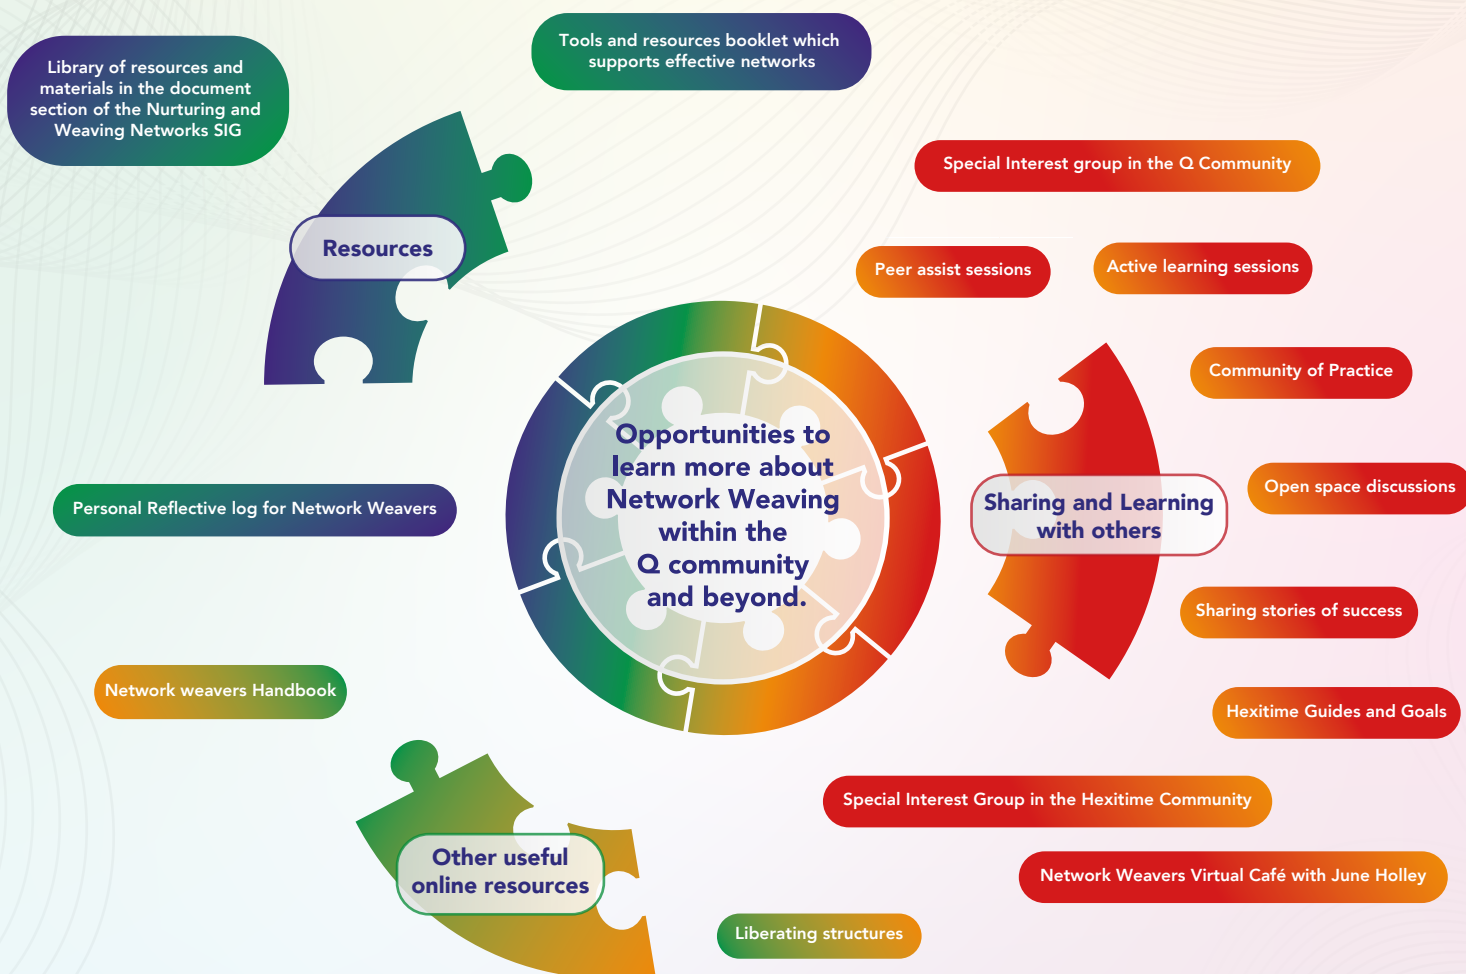 Tools and resources booklet which
supports effective networks
Library of resources and
materials in the document
section of the Nurturing and
Weaving Networks SIG
Special Interest group in the Q Community
Resources
Peer assist sessions
Active learning sessions
Community of Practice
Opportunities to
learn more about
Network Weaving
within the
Q community
and beyond.
Sharing and Learning
with others
Open space discussions
Personal Reflective log for Network Weavers
Sharing stories of success
Network weavers Handbook
Hexitime Guides and Goals
Special Interest Group in the Hexitime Community
Other useful
online resources
Network Weavers Virtual Café with June Holley
Liberating structures